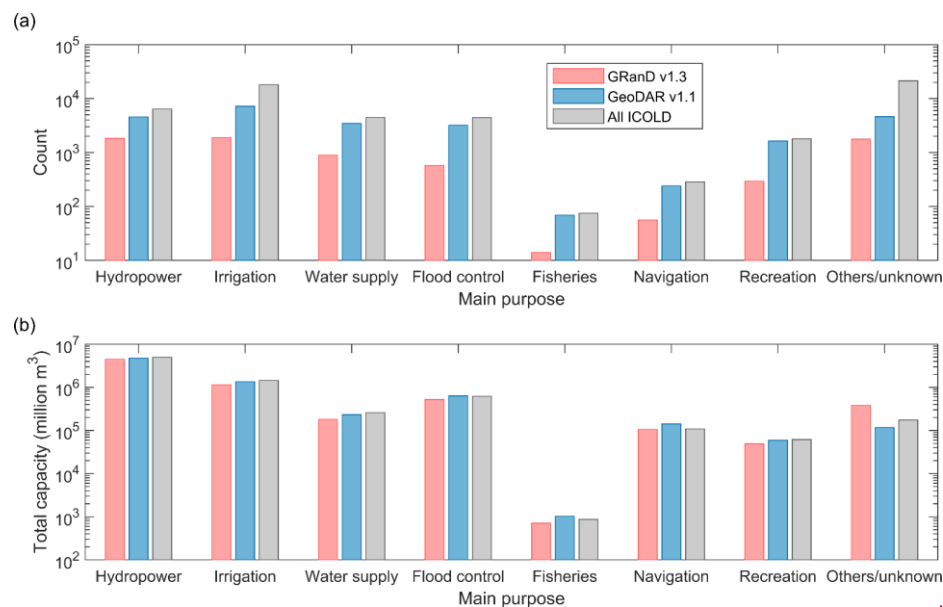 (a)
10^5
10^4
10^3
10^2
10^1
Count
GRanD v1.3
GeoDAR v1.1
All ICOLD
Hydropower Irrigation Water supply Flood control Fisheries Navigation Recreation Others/unknown
Main purpose
(b)
10^7
10^6
10^5
10^4
10^3
10^2
Total capacity (million m^3)
Hydropower Irrigation Water supply Flood control Fisheries Navigation Recreation Others/unknown
Main purpose